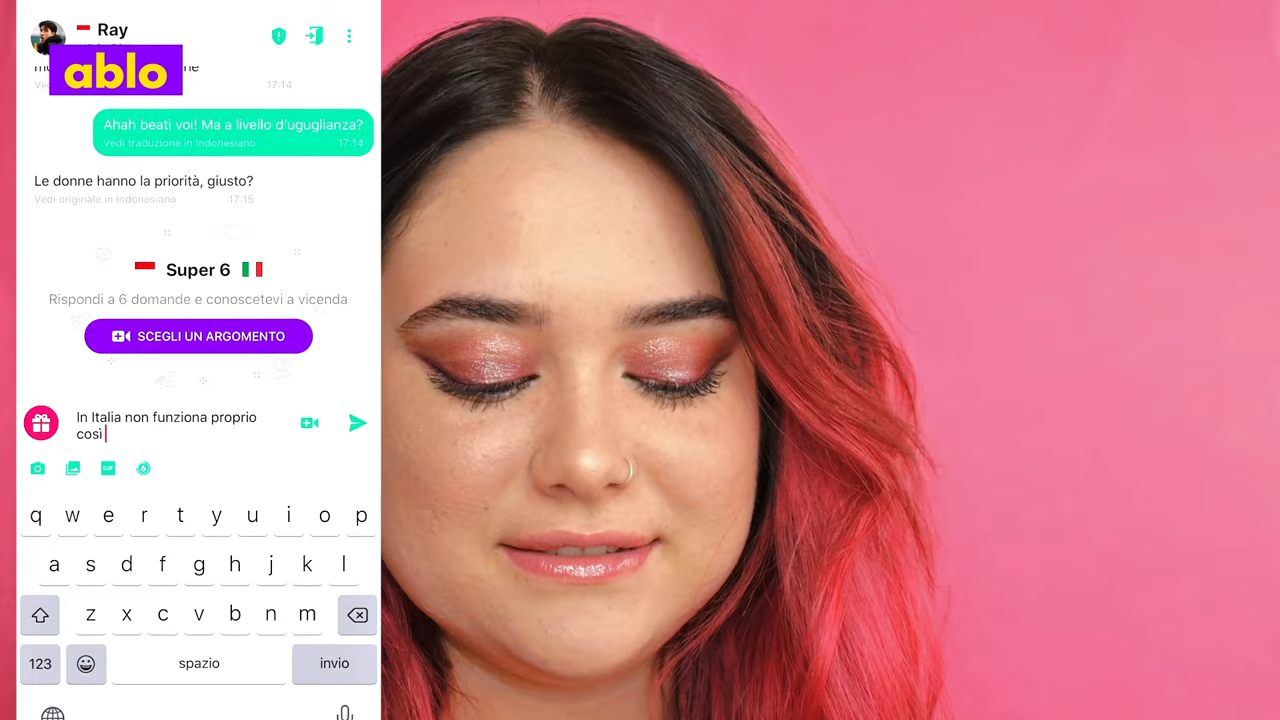 Ray
ablo
17:14
Ahah beati voi! Ma a livello d'uguglianza?
Vedi traduzione in Indonesiano
17:14
Le donne hanno la priorità, giusto?
Vedi originale in Indonesiano
17:15
Super 6
Rispondi a 6 domande e conoscetevi a vicenda
SCEGLI UN ARGOMENTO
In Italia non funziona proprio
così
GIF
q w e r t y u i o p
a s d f g h j k l
z x c v b n m
123
spazio
invio